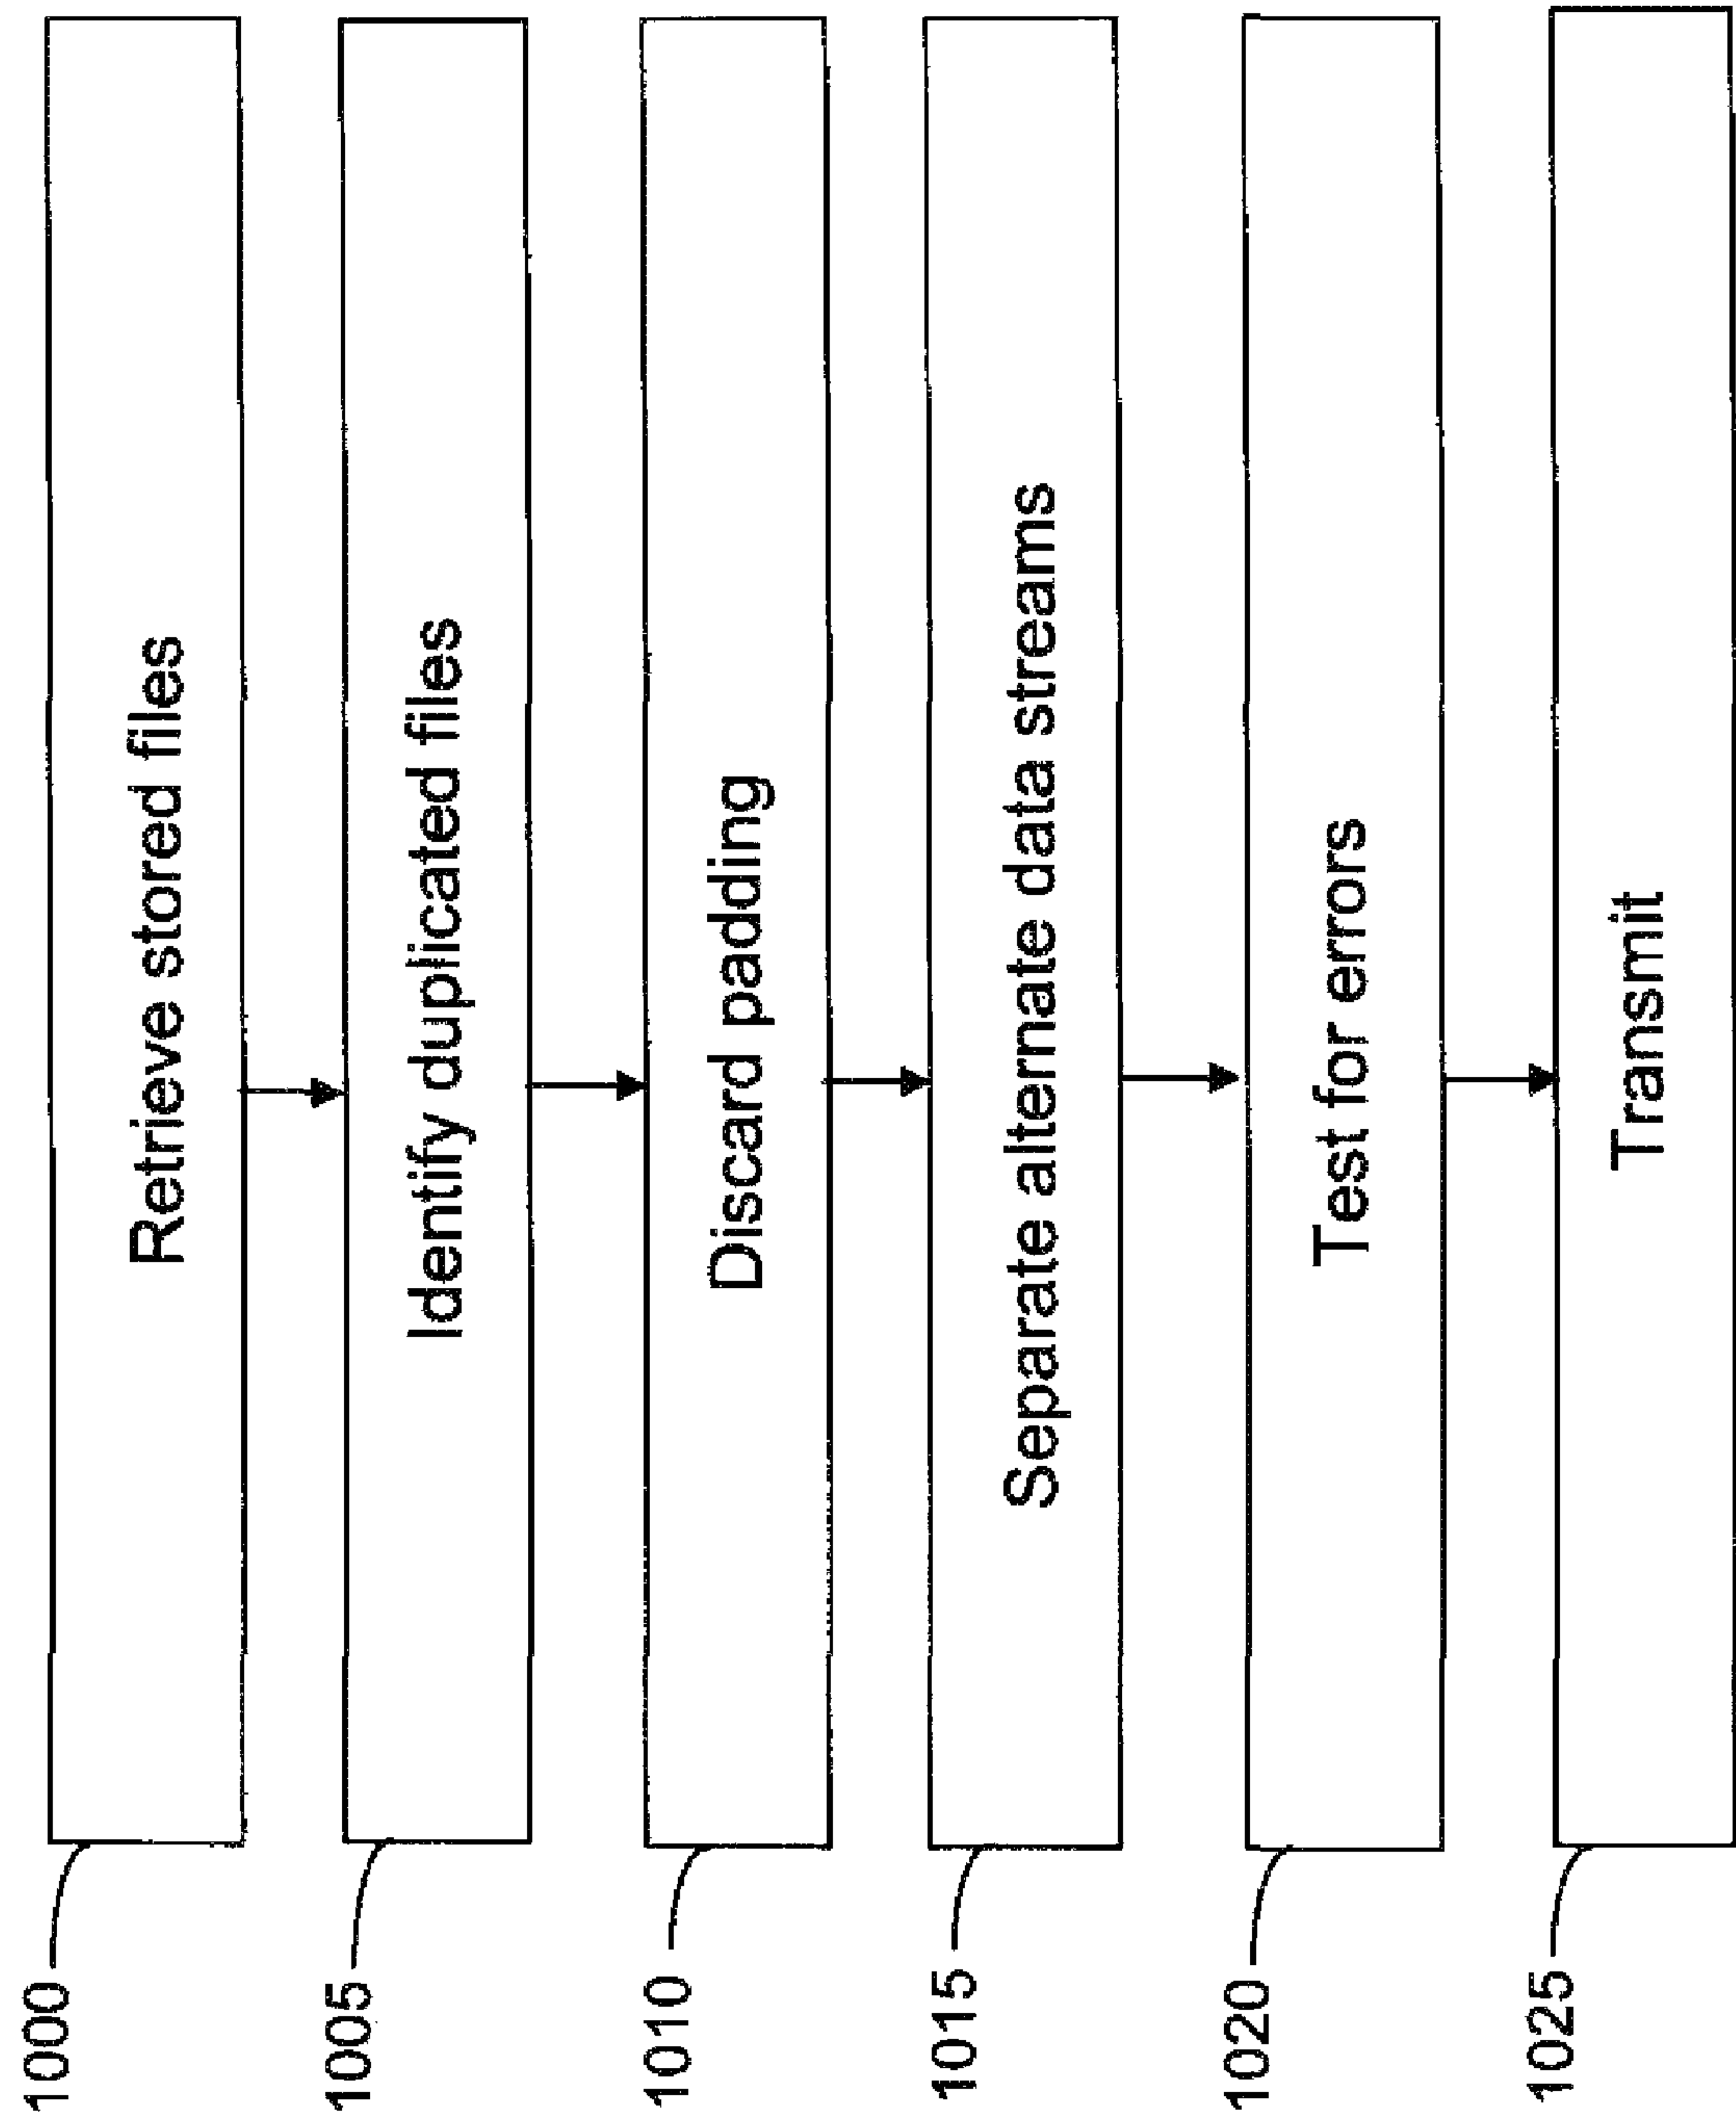 1000
Retrieve stored files
1005
Identify duplicated files
1010
Discard padding
1015
Separate alternate data streams
1020
Test for errors
1025
Transmit